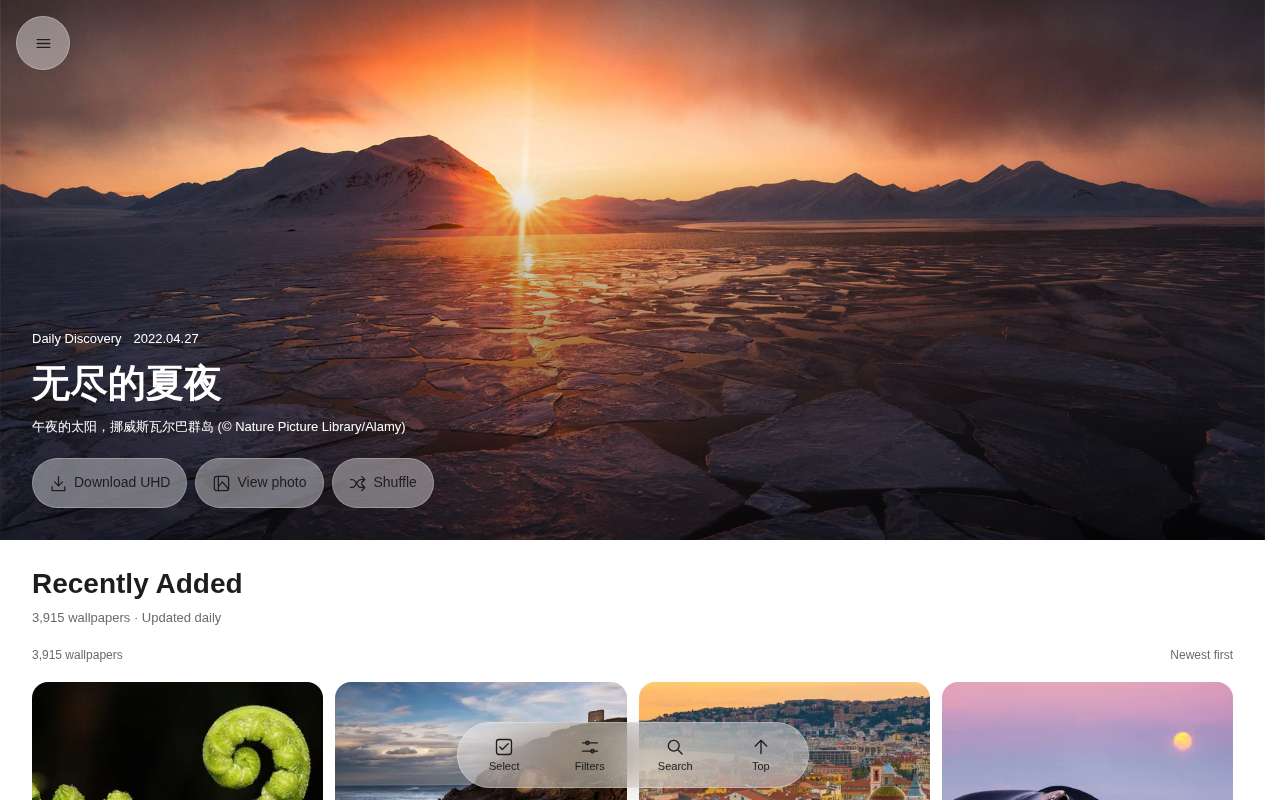 Daily Discovery 2022.04.27
无尽的夏夜
午夜的太阳，挪威斯瓦尔巴群岛 (© Nature Picture Library/Alamy)
Download UHD View photo Shuffle
Recently Added
3,915 wallpapers · Updated daily
3,915 wallpapers Newest first
Select Filters Search Top